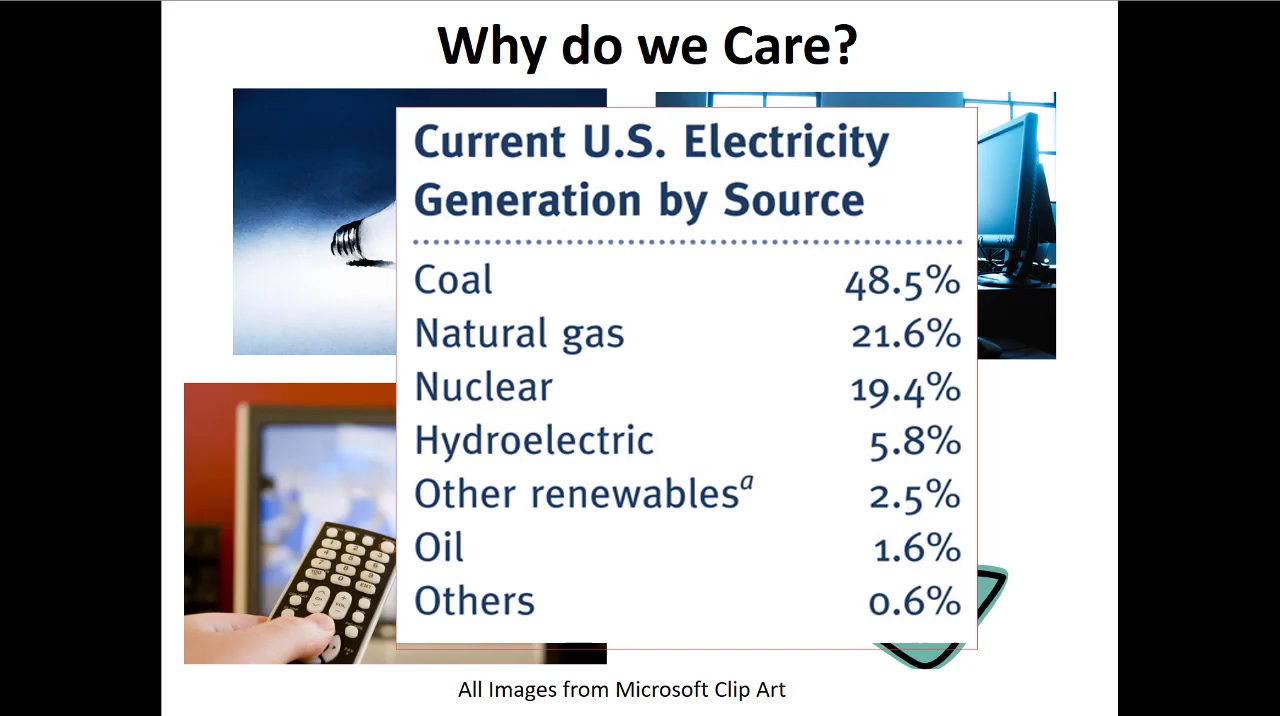 Why do we Care?
Current U.S. Electricity
Generation by Source
Coal 48.5%
Natural gas 21.6%
Nuclear 19.4%
Hydroelectric 5.8%
Other renewablesᵃ 2.5%
Oil 1.6%
Others 0.6%
All Images from Microsoft Clip Art